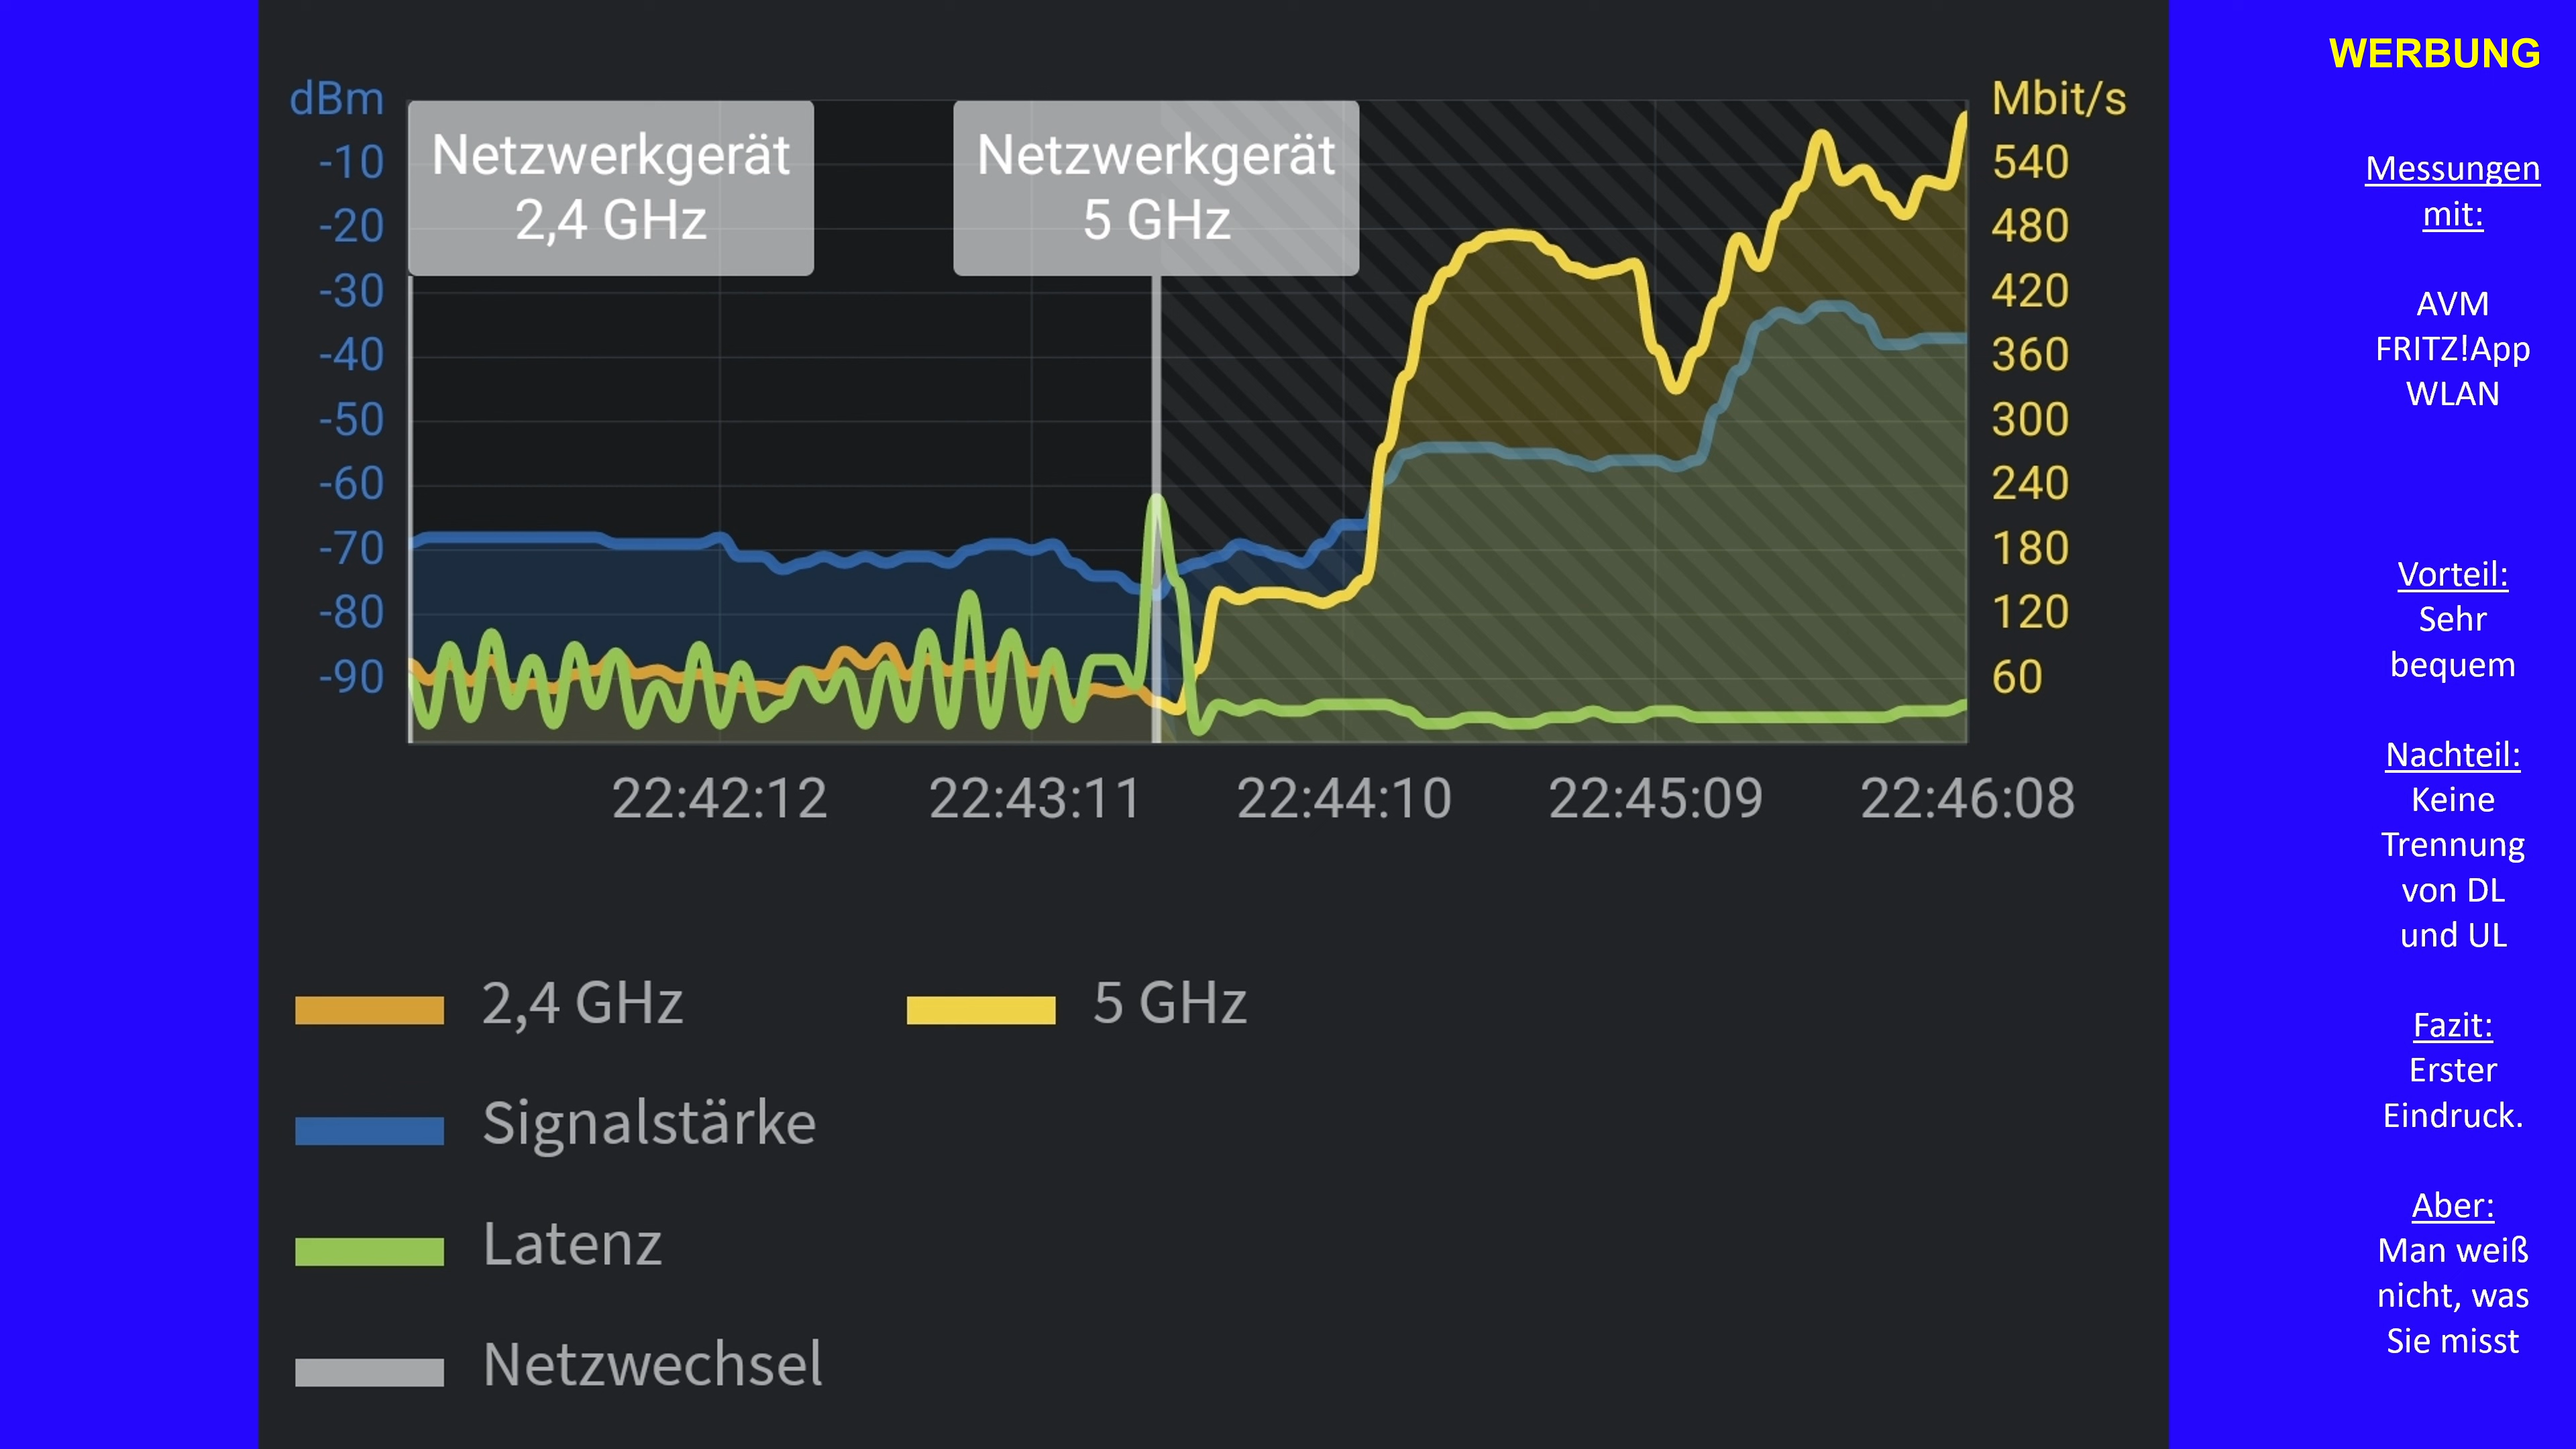 WERBUNG
dBm
-10
-20
-30
-40
-50
-60
-70
-80
-90
Netzwerkgerät
2,4 GHz
Netzwerkgerät
5 GHz
Mbit/s
540
480
420
360
300
240
180
120
60
22:42:12
22:43:11
22:44:10
22:45:09
22:46:08
2,4 GHz
5 GHz
Signalstärke
Latenz
Netzwechsel
Messungen
mit:
AVM
FRITZ!App
WLAN
Vorteil:
Sehr
bequem
Nachteil:
Keine
Trennung
von DL
und UL
Fazit:
Erster
Eindruck.
Aber:
Man weiß
nicht, was
Sie misst